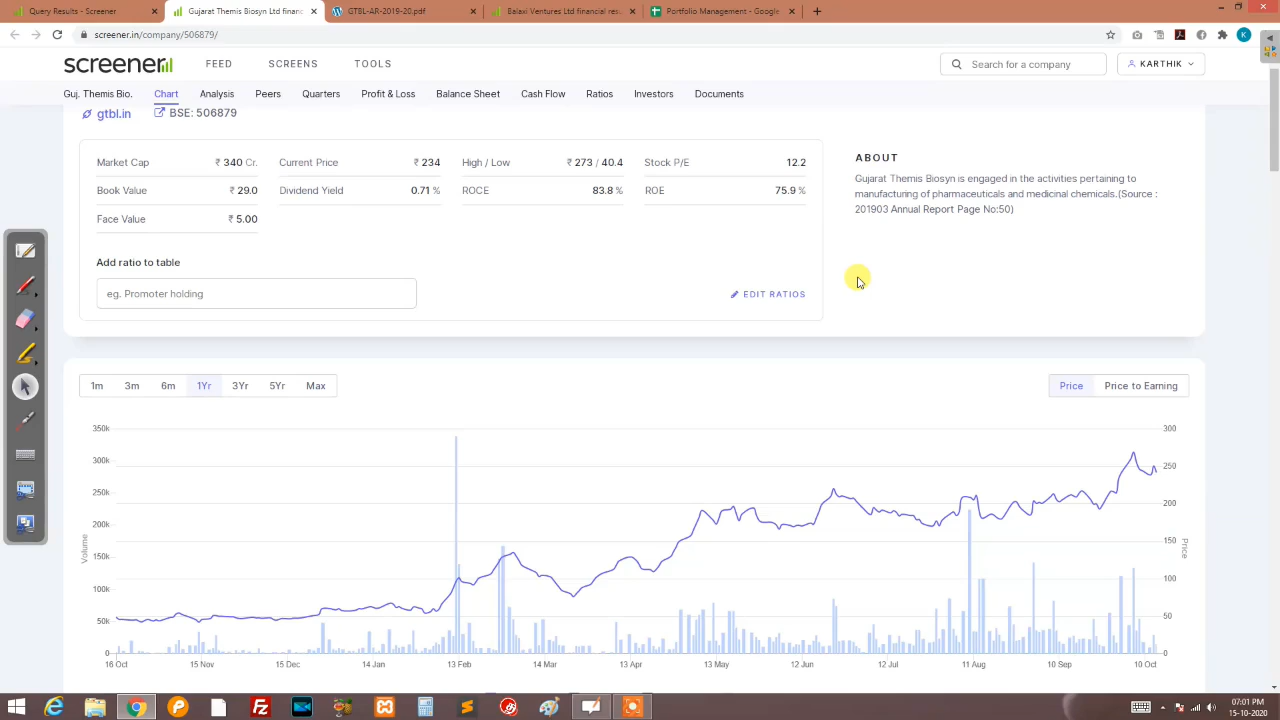 Query Results - Screener
Gujarat Themis Biosyn Ltd financ
GTBL-AR-2019-20.pdf
Balaxi Ventures Ltd financial res
Portfolio Management - Google
screener.in/company/506879/
K
screener
FEED
SCREENS
TOOLS
Search for a company
KARTHIK
Guj. Themis Bio.
Chart
Analysis
Peers
Quarters
Profit & Loss
Balance Sheet
Cash Flow
Ratios
Investors
Documents
gtbl.in
BSE: 506879
Market Cap ₹ 340 Cr.
Current Price ₹ 234
High / Low ₹ 273 / 40.4
Stock P/E 12.2
Book Value ₹ 29.0
Dividend Yield 0.71 %
ROCE 83.8 %
ROE 75.9 %
Face Value ₹ 5.00
Add ratio to table
eg. Promoter holding
EDIT RATIOS
ABOUT
Gujarat Themis Biosyn is engaged in the activities pertaining to
manufacturing of pharmaceuticals and medicinal chemicals.(Source :
201903 Annual Report Page No:50)
1m 3m 6m 1Yr 3Yr 5Yr Max
Price
Price to Earning
350k
300k
250k
200k
150k
100k
50k
0
Volume
300
250
200
150
100
50
0
Price
16 Oct
15 Nov
15 Dec
14 Jan
13 Feb
14 Mar
13 Apr
13 May
12 Jun
12 Jul
11 Aug
10 Sep
10 Oct
07:01 PM
15-10-2020